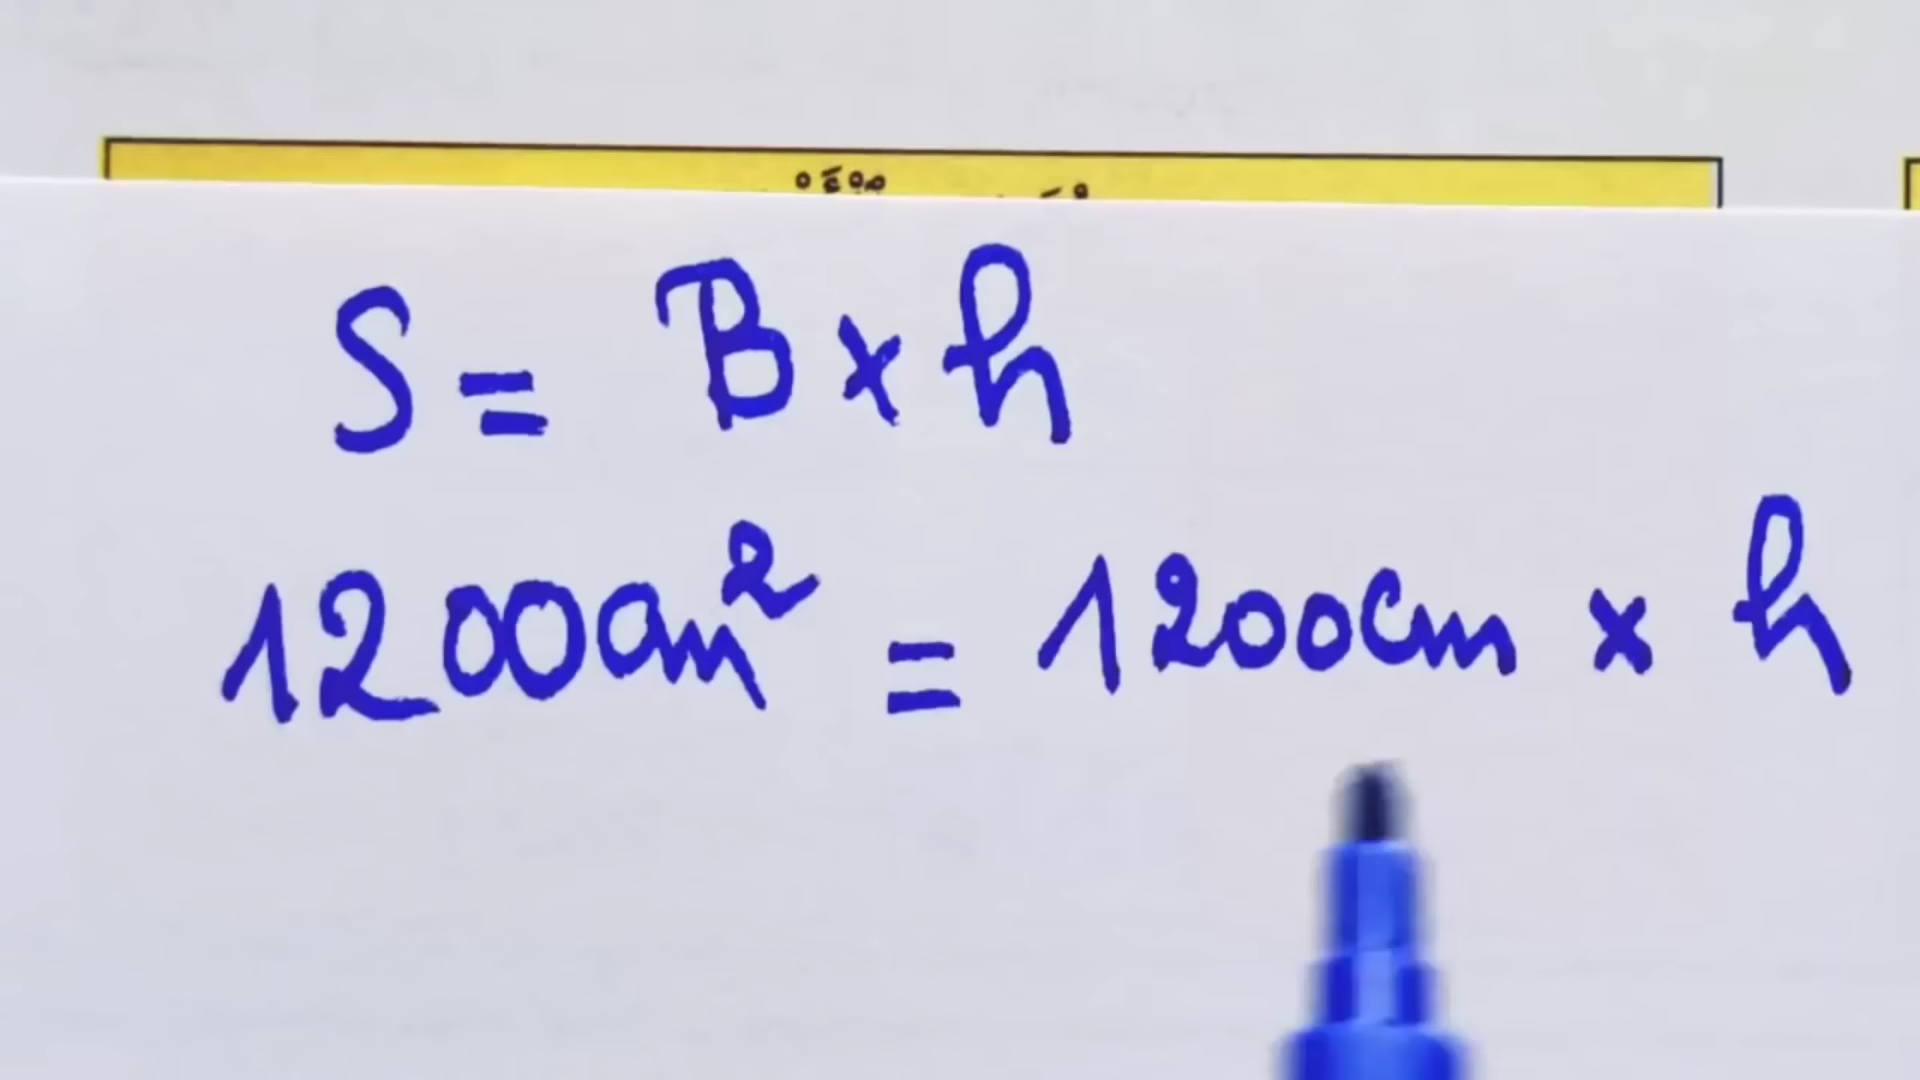 S = B × h
1200cm² = 1200cm × h